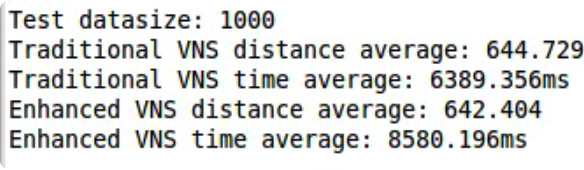 Test datasize: 1000
Traditional VNS distance average: 644.729
Traditional VNS time average: 6389.356ms
Enhanced VNS distance average: 642.404
Enhanced VNS time average: 8580.196ms